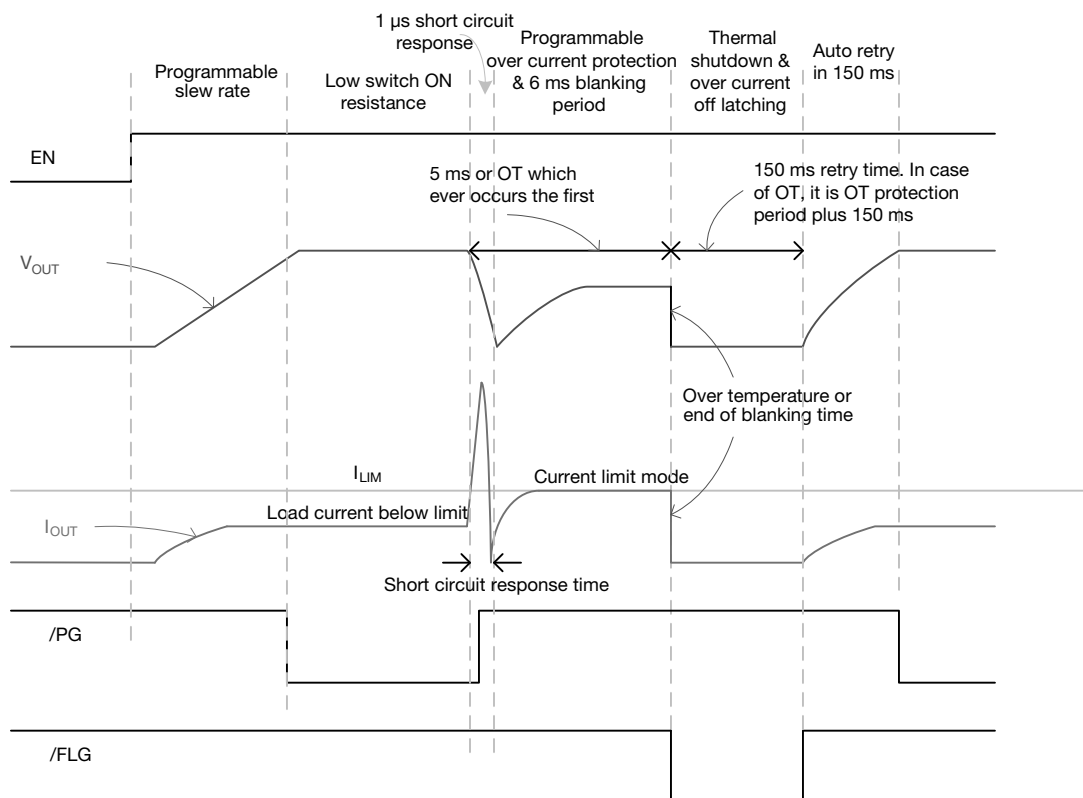 1 µs short circuit
response
Programmable
slew rate
Low switch ON
resistance
Programmable
over current protection
& 6 ms blanking
period
Thermal
shutdown &
over current
off latching
Auto retry
in 150 ms
EN
5 ms or OT which
ever occurs the first
150 ms retry time. In case
of OT, it is OT protection
period plus 150 ms
VOUT
Over temperature or
end of blanking time
ILIM
Current limit mode
Load current below limit
IOUT
Short circuit response time
/PG
/FLG